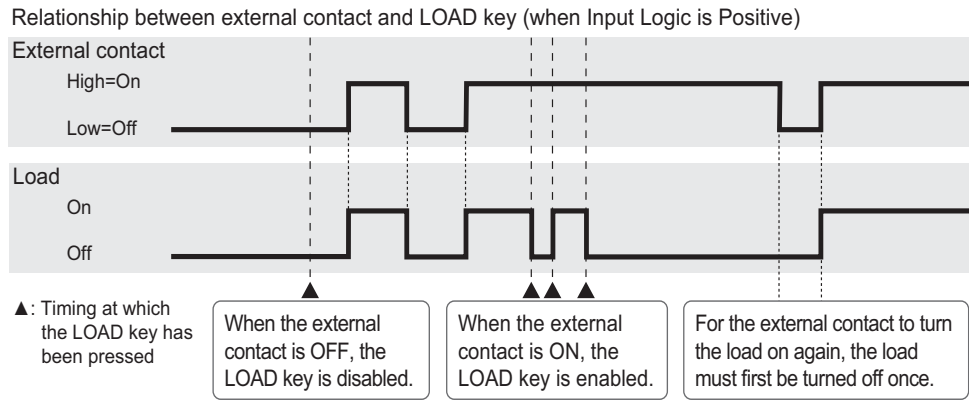 Relationship between external contact and LOAD key (when Input Logic is Positive)
External contact
High=On
Low=Off
Load
On
Off
▲: Timing at which
the LOAD key has
been pressed
When the external
contact is OFF, the
LOAD key is disabled.
When the external
contact is ON, the
LOAD key is enabled.
For the external contact to turn
the load on again, the load
must first be turned off once.